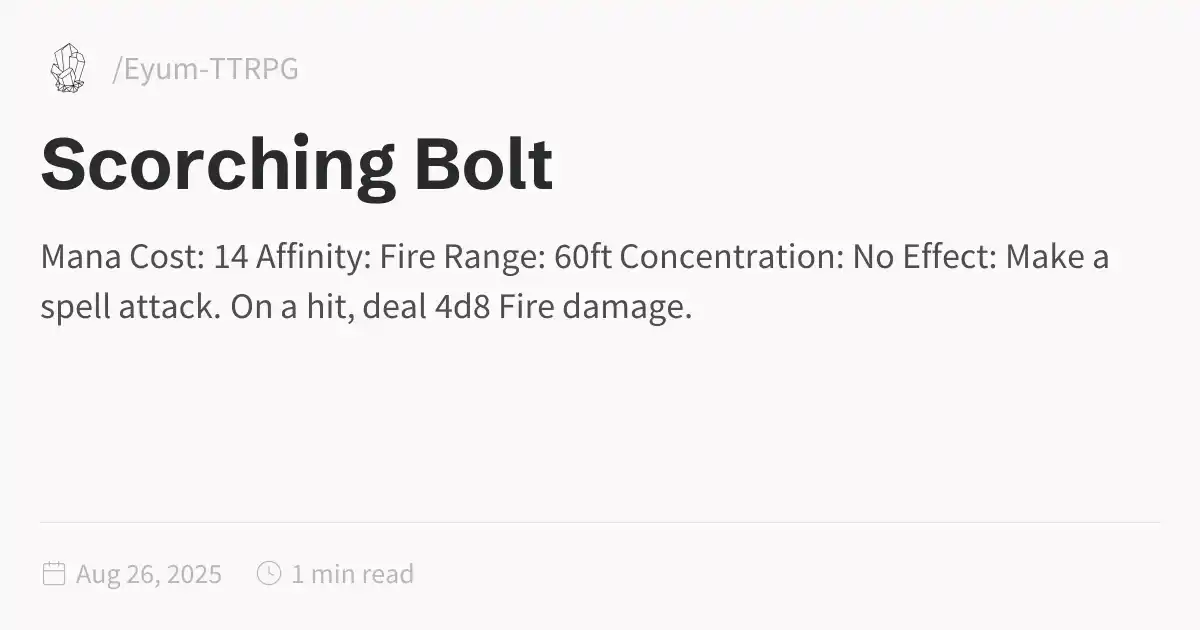 /Eyum-TTRPG
Scorching Bolt
Mana Cost: 14 Affinity: Fire Range: 60ft Concentration: No Effect: Make a
spell attack. On a hit, deal 4d8 Fire damage.
Aug 26, 2025 1 min read